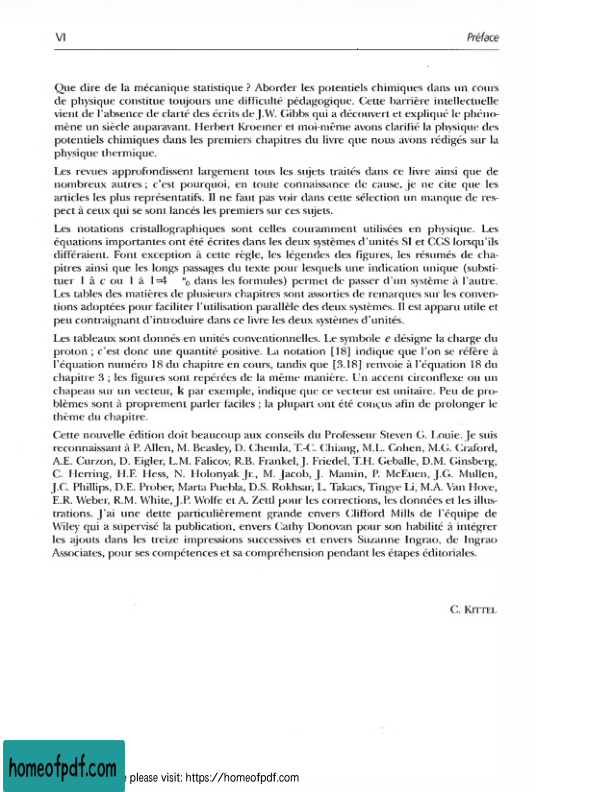 VI
Préface
Que dire de la mécanique statistique ? Aborder les potentiels chimiques dans un cours
de physique constitue toujours une difficulté pédagogique. Cette barrière intellectuelle
vient de l'absence de clarté des écrits de J.W. Gibbs qui a découvert et expliqué le phéno-
mène un siècle auparavant. Herbert Kroemer et moi-même avons clarifié la physique des
potentiels chimiques dans les premiers chapitres du livre que nous avons rédigés sur la
physique thermique.
Les revues approfondissent largement tous les sujets traités dans ce livre ainsi que de
nombreux autres ; c'est pourquoi, en toute connaissance de cause, je ne cite que les
articles les plus représentatifs. Il ne faut pas voir dans cette sélection un manque de res-
pect à ceux qui se sont lancés les premiers sur ces sujets.
Les notations cristallographiques sont celles couramment utilisées en physique. Les
équations importantes ont été écrites dans les deux systèmes d'unités SI et CGS lorsqu'ils
différaient. Font exception à cette règle, les légendes des figures, les résumés de cha-
pitres ainsi que les longs passages du texte pour lesquels une indication unique (substi-
tuer 1 à c ou 1 à 1=4 "0 dans les formules) permet de passer d'un système à l'autre.
Les tables des matières de plusieurs chapitres sont assorties de remarques sur les conven-
tions adoptées pour faciliter l'utilisation parallèle des deux systèmes. Il est apparu utile et
peu contraignant d'introduire dans ce livre les deux systèmes d'unités.
Les tableaux sont donnés en unités conventionnelles. Le symbole e désigne la charge du
proton ; c'est donc une quantité positive. La notation [18] indique que l'on se réfère à
l'équation numéro 18 du chapitre en cours, tandis que [3.18] renvoie à l'équation 18 du
chapitre 3 ; les figures sont repérées de la même manière. Un accent circonflexe ou un
chapeau sur un vecteur, k par exemple, indique que ce vecteur est unitaire. Peu de pro-
blèmes sont à proprement parler faciles ; la plupart ont été conçus afin de prolonger le
thème du chapitre.
Cette nouvelle édition doit beaucoup aux conseils du Professeur Steven G. Louie. Je suis
reconnaissant à P. Allen, M. Beasley, D. Chemla, T.-C. Chiang, M.L. Cohen, M.G. Craford,
A.E. Curzon, D. Eigler, L.M. Falicov, R.B. Frankel, J. Friedel, T.H. Geballe, D.M. Ginsberg,
C. Herring, H.F. Hess, N. Holonyak Jr., M. Jacob, J. Mamin, P. McEuen, J.G. Mullen,
J.C. Phillips, D.E. Prober, Marta Puebla, D.S. Rokhsar, L. Takacs, Tingye Li, M.A. Van Hove,
E.R. Weber, R.M. White, J.P. Wolfe et A. Zettl pour les corrections, les données et les illus-
trations. J'ai une dette particulièrement grande envers Clifford Mills de l'équipe de
Wiley qui a supervisé la publication, envers Cathy Donovan pour son habilité à intégrer
les ajouts dans les treize impressions successives et envers Suzanne Ingrao, de Ingrao
Associates, pour ses compétences et sa compréhension pendant les étapes éditoriales.
C. KITTEL
homeofpdf.com
please visit: https://homeofpdf.com